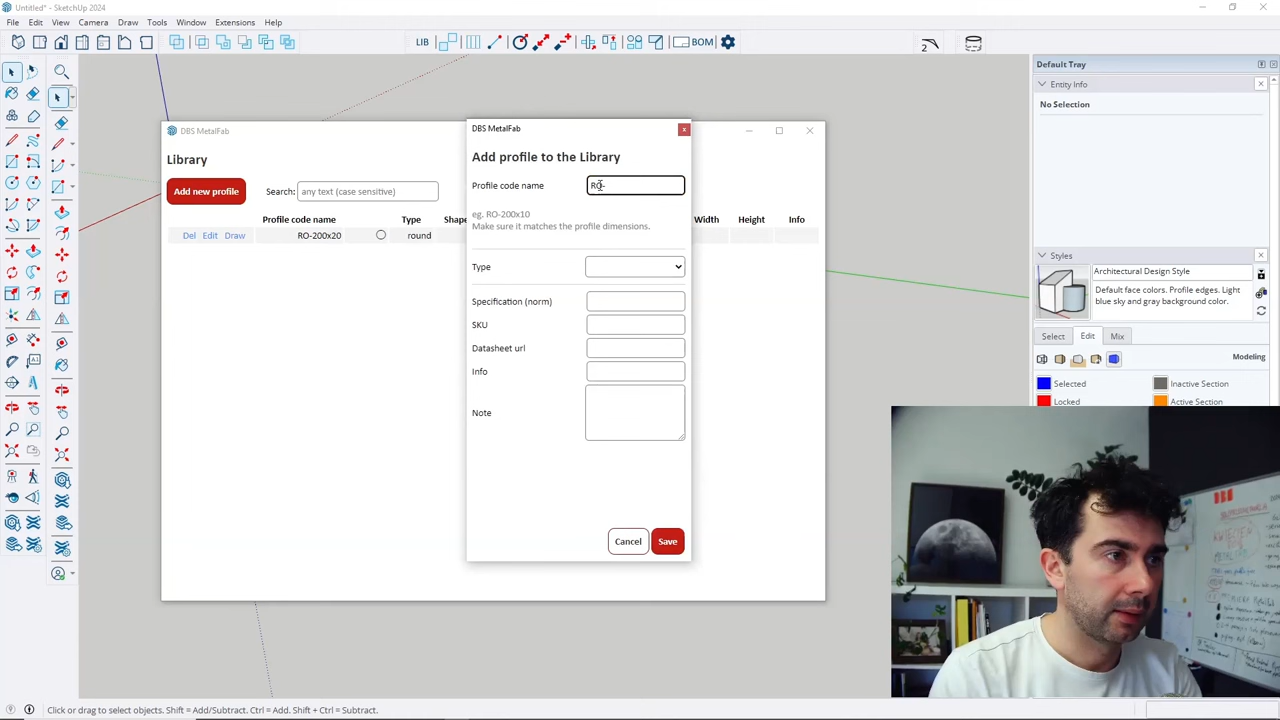 Untitled* - SketchUp 2024
File Edit View Camera Draw Tools Window Extensions Help
LIB BOM
Default Tray
Entity Info
No Selection
DBS MetalFab
Library
Add new profile Search: any text (case sensitive)
Profile code name Type Shape Width Height Info
Del Edit Draw RO-200x20 round
DBS MetalFab
Add profile to the Library
Profile code name RO-
eg. RO-200x10
Make sure it matches the profile dimensions.
Type
Specification (norm)
SKU
Datasheet url
Info
Note
Cancel Save
Styles
Architectural Design Style
Default face colors. Profile edges. Light
blue sky and gray background color.
Select Edit Mix
Modeling
Selected Inactive Section
Locked Active Section
Click or drag to select objects. Shift = Add/Subtract. Ctrl = Add. Shift + Ctrl = Subtract.